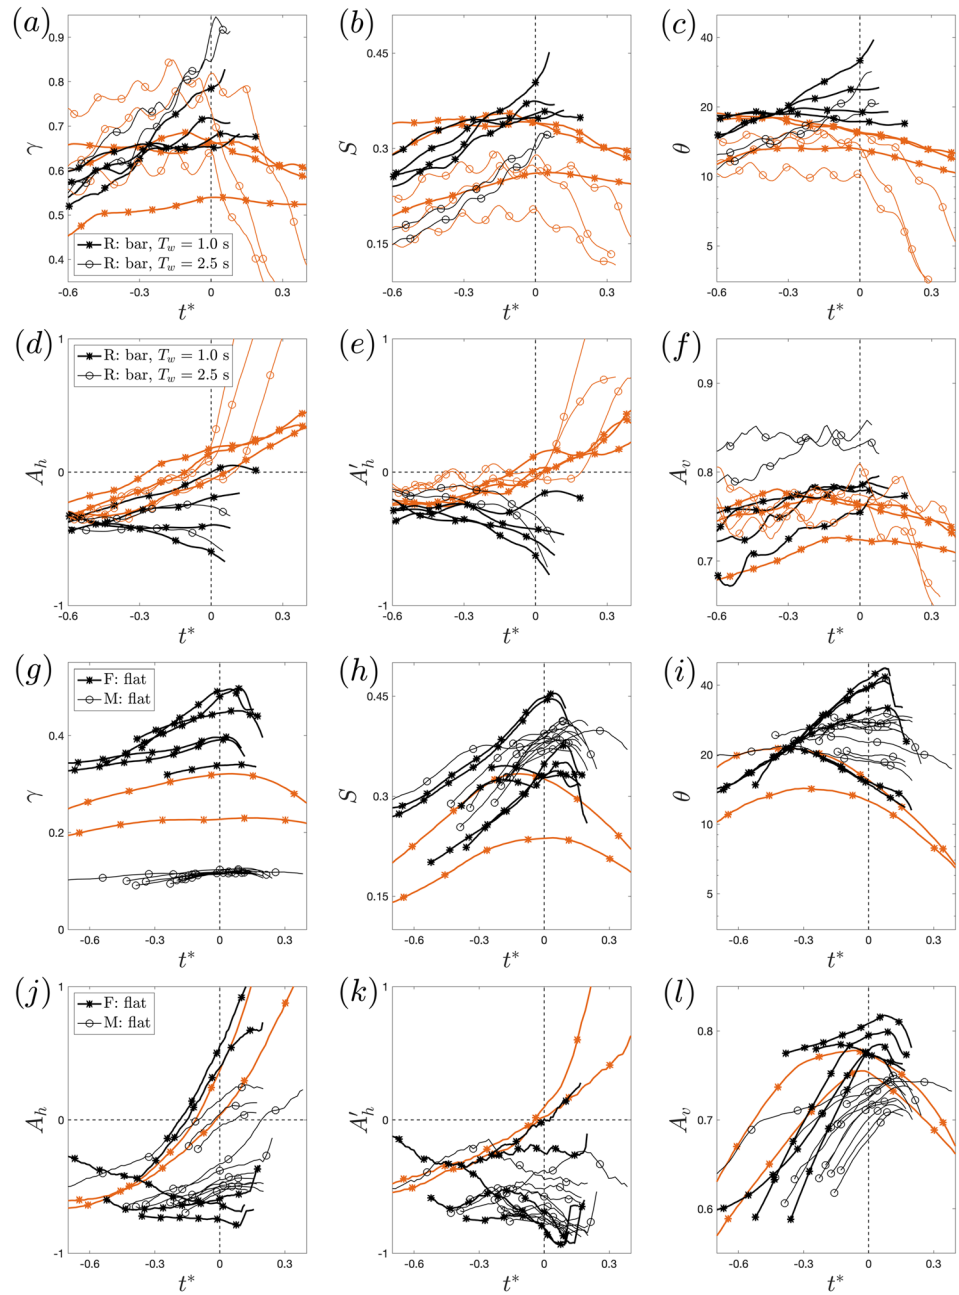 (a) (b) (c)
0.9 0.8 0.7 0.6 0.5 0.4
γ
R: bar, T_w = 1.0 s
R: bar, T_w = 2.5 s
-0.6 -0.3 0 0.3
t*
0.45 0.3 0.15
S
-0.6 -0.3 0 0.3
t*
40 20 10 5
θ
-0.6 -0.3 0 0.3
t*
(d) (e) (f)
1 0 -1
A_h
R: bar, T_w = 1.0 s
R: bar, T_w = 2.5 s
-0.6 -0.3 0 0.3
t*
1 0 -1
A'_h
-0.6 -0.3 0 0.3
t*
0.9 0.8 0.7
A_v
-0.6 -0.3 0 0.3
t*
(g) (h) (i)
0.4 0.2 0
γ
F: flat
M: flat
-0.6 -0.3 0 0.3
t*
0.45 0.3 0.15
S
-0.6 -0.3 0 0.3
t*
40 20 10 5
θ
-0.6 -0.3 0 0.3
t*
(j) (k) (l)
1 0 -1
A_h
F: flat
M: flat
-0.6 -0.3 0 0.3
t*
1 0 -1
A'_h
-0.6 -0.3 0 0.3
t*
0.8 0.7 0.6
A_v
-0.6 -0.3 0 0.3
t*